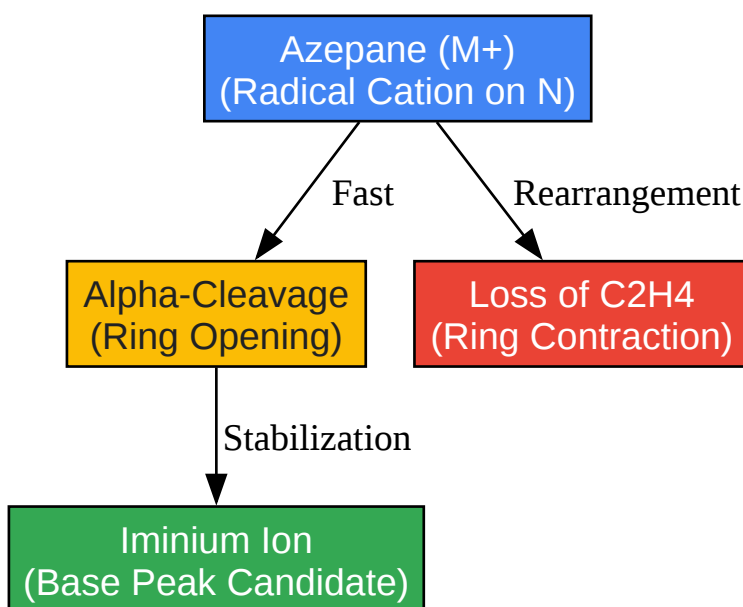 Azepane (M+)
(Radical Cation on N)
Fast
Rearrangement
Alpha-Cleavage
(Ring Opening)
Loss of C2H4
(Ring Contraction)
Stabilization
Iminium Ion
(Base Peak Candidate)